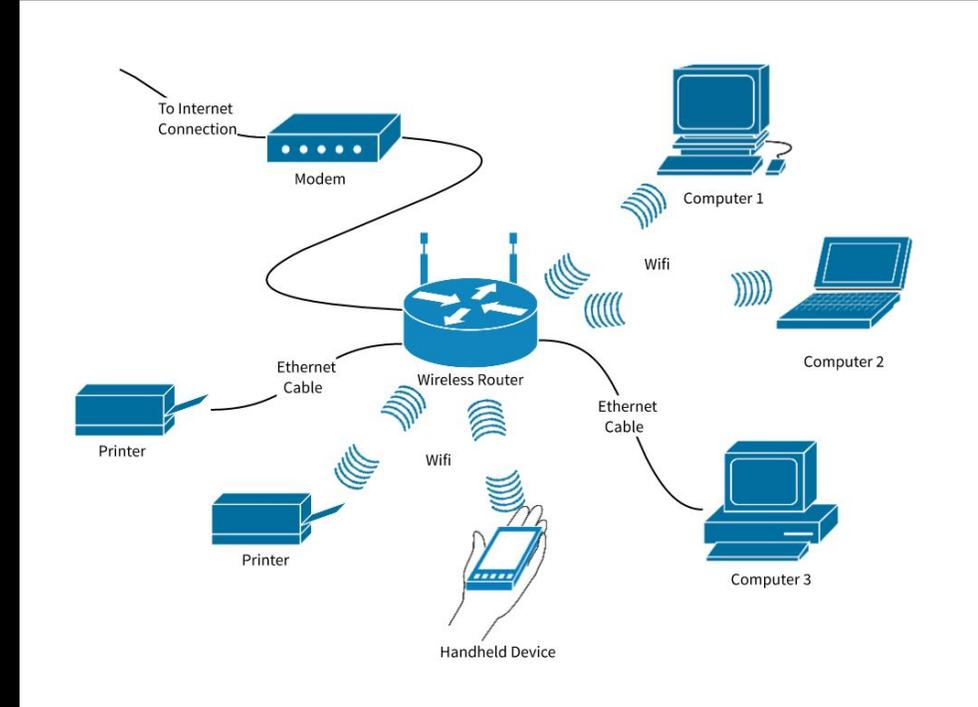 To Internet
Connection
Modem
Computer 1
Wifi
Computer 2
Ethernet
Cable
Wireless Router
Printer
Ethernet
Cable
Wifi
Printer
Computer 3
Handheld Device